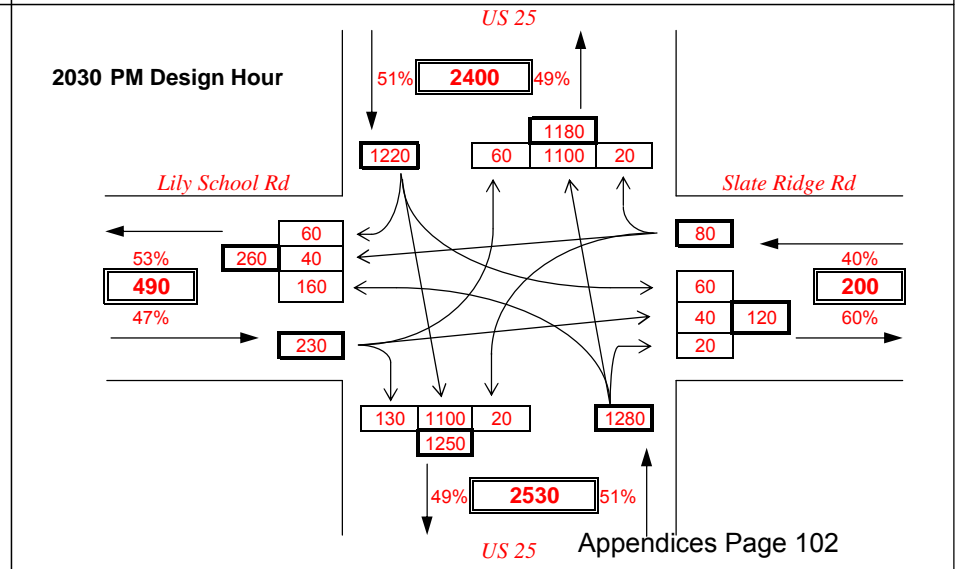 US 25
2030 PM Design Hour
51% 2400 49%
1180
1220
60 1100 20
Lily School Rd
Slate Ridge Rd
60
80
260 40
53%
40%
490
160
60
200
47%
40 120
60%
230
20
130 1100 20
1280
1250
49% 2530 51%
US 25
Appendices Page 102